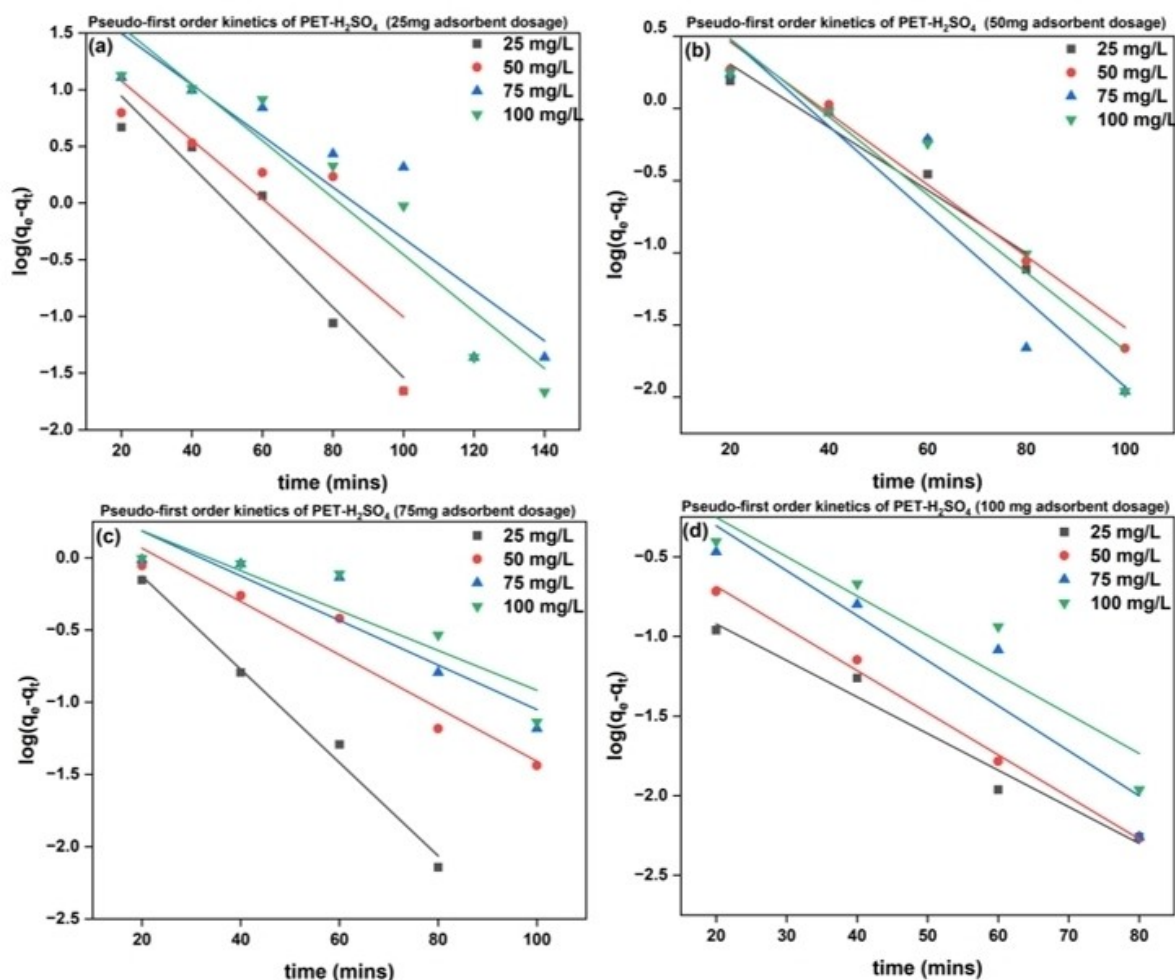 Pseudo-first order kinetics of PET-H₂SO₄ (25mg adsorbent dosage)
(a)
25 mg/L
50 mg/L
75 mg/L
100 mg/L
1.5
1.0
0.5
0.0
−0.5
−1.0
−1.5
−2.0
log(qₑ-qₜ)
20 40 60 80 100 120 140
time (mins)
Pseudo-first order kinetics of PET-H₂SO₄ (50mg adsorbent dosage)
(b)
25 mg/L
50 mg/L
75 mg/L
100 mg/L
0.5
0.0
−0.5
−1.0
−1.5
−2.0
log(qₑ-qₜ)
20 40 60 80 100
time (mins)
Pseudo-first order kinetics of PET-H₂SO₄ (75mg adsorbent dosage)
(c)
25 mg/L
50 mg/L
75 mg/L
100 mg/L
0.0
−0.5
−1.0
−1.5
−2.0
−2.5
log(qₑ-qₜ)
20 40 60 80 100
time (mins)
Pseudo-first order kinetics of PET-H₂SO₄ (100 mg adsorbent dosage)
(d)
25 mg/L
50 mg/L
75 mg/L
100 mg/L
−0.5
−1.0
−1.5
−2.0
−2.5
log(qₑ-qₜ)
20 30 40 50 60 70 80
time (mins)